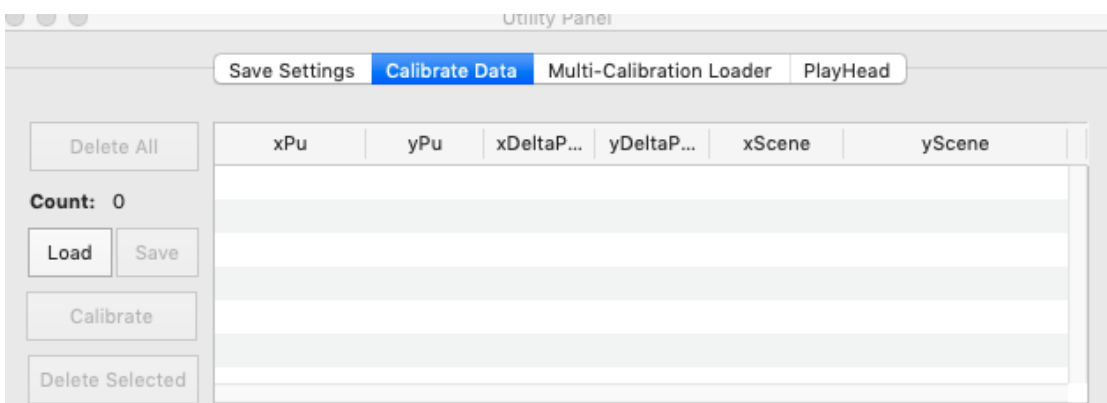 Utility Panel
Save Settings Calibrate Data Multi-Calibration Loader PlayHead
Delete All
xPu yPu xDeltaP... yDeltaP... xScene yScene
Count: 0
Load Save
Calibrate
Delete Selected